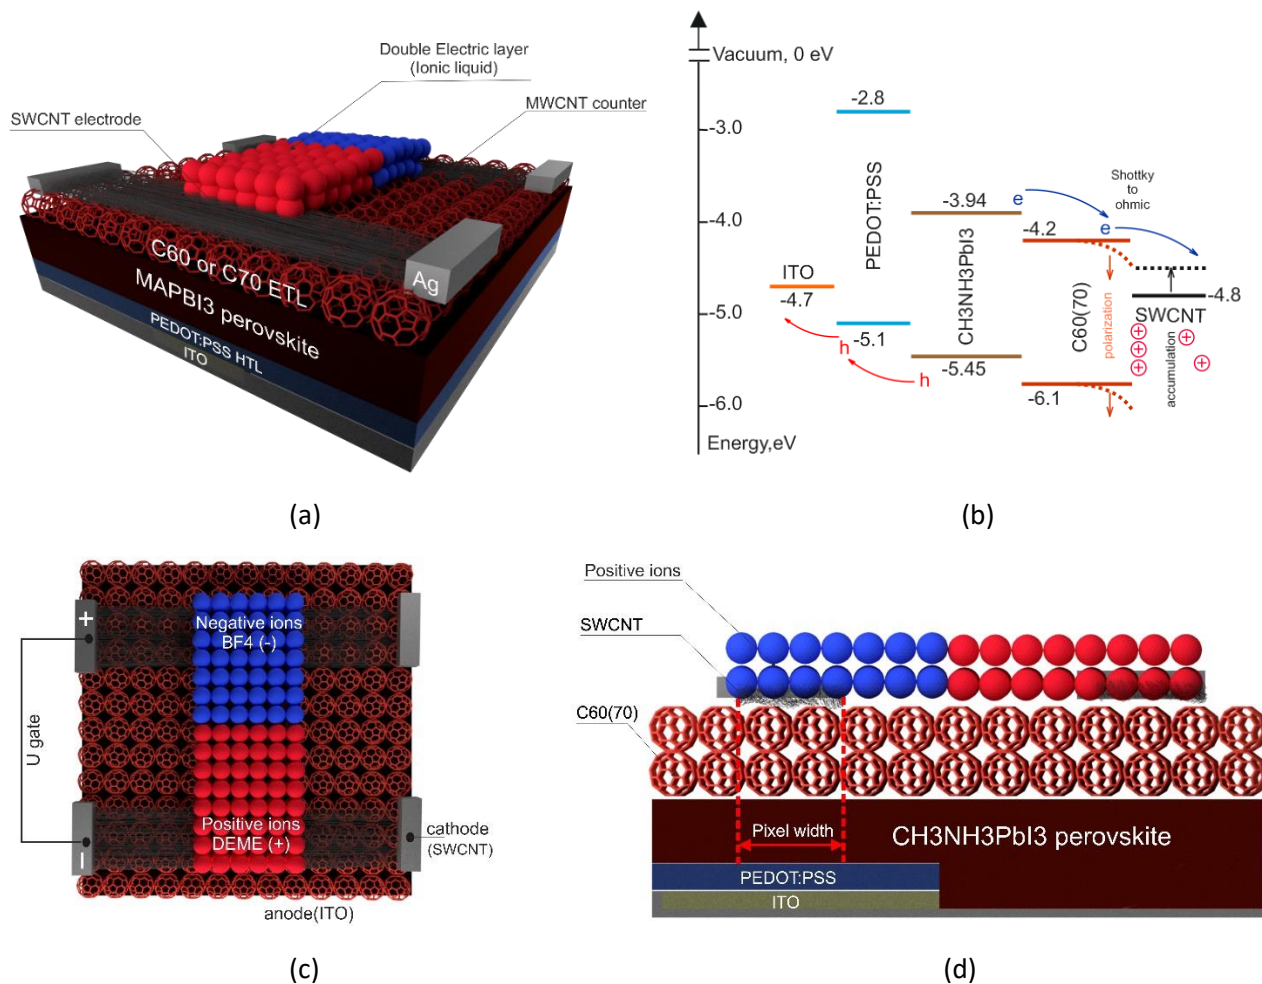 Double Electric layer
(Ionic liquid)
MWCNT counter
SWCNT electrode
Ag
C60 or C70 ETL
MAPBI3 perovskite
PEDOT:PSS HTL
ITO
(a)
Vacuum, 0 eV
-3.0
-4.0
-5.0
-6.0
Energy,eV
ITO
-4.7
-2.8
PEDOT:PSS
-5.1
h
h
-3.94
e
CH3NH3PbI3
-5.45
-4.2
e
C60(70)
polarization
-6.1
Shottky
to
ohmic
-4.8
SWCNT
+
+
+
+
+
accumulation
(b)
+
U gate
−
Negative ions
BF4 (-)
Positive ions
DEME (+)
cathode
(SWCNT)
anode(ITO)
(c)
Positive ions
SWCNT
C60(70)
Pixel width
CH3NH3PbI3 perovskite
PEDOT:PSS
ITO
(d)